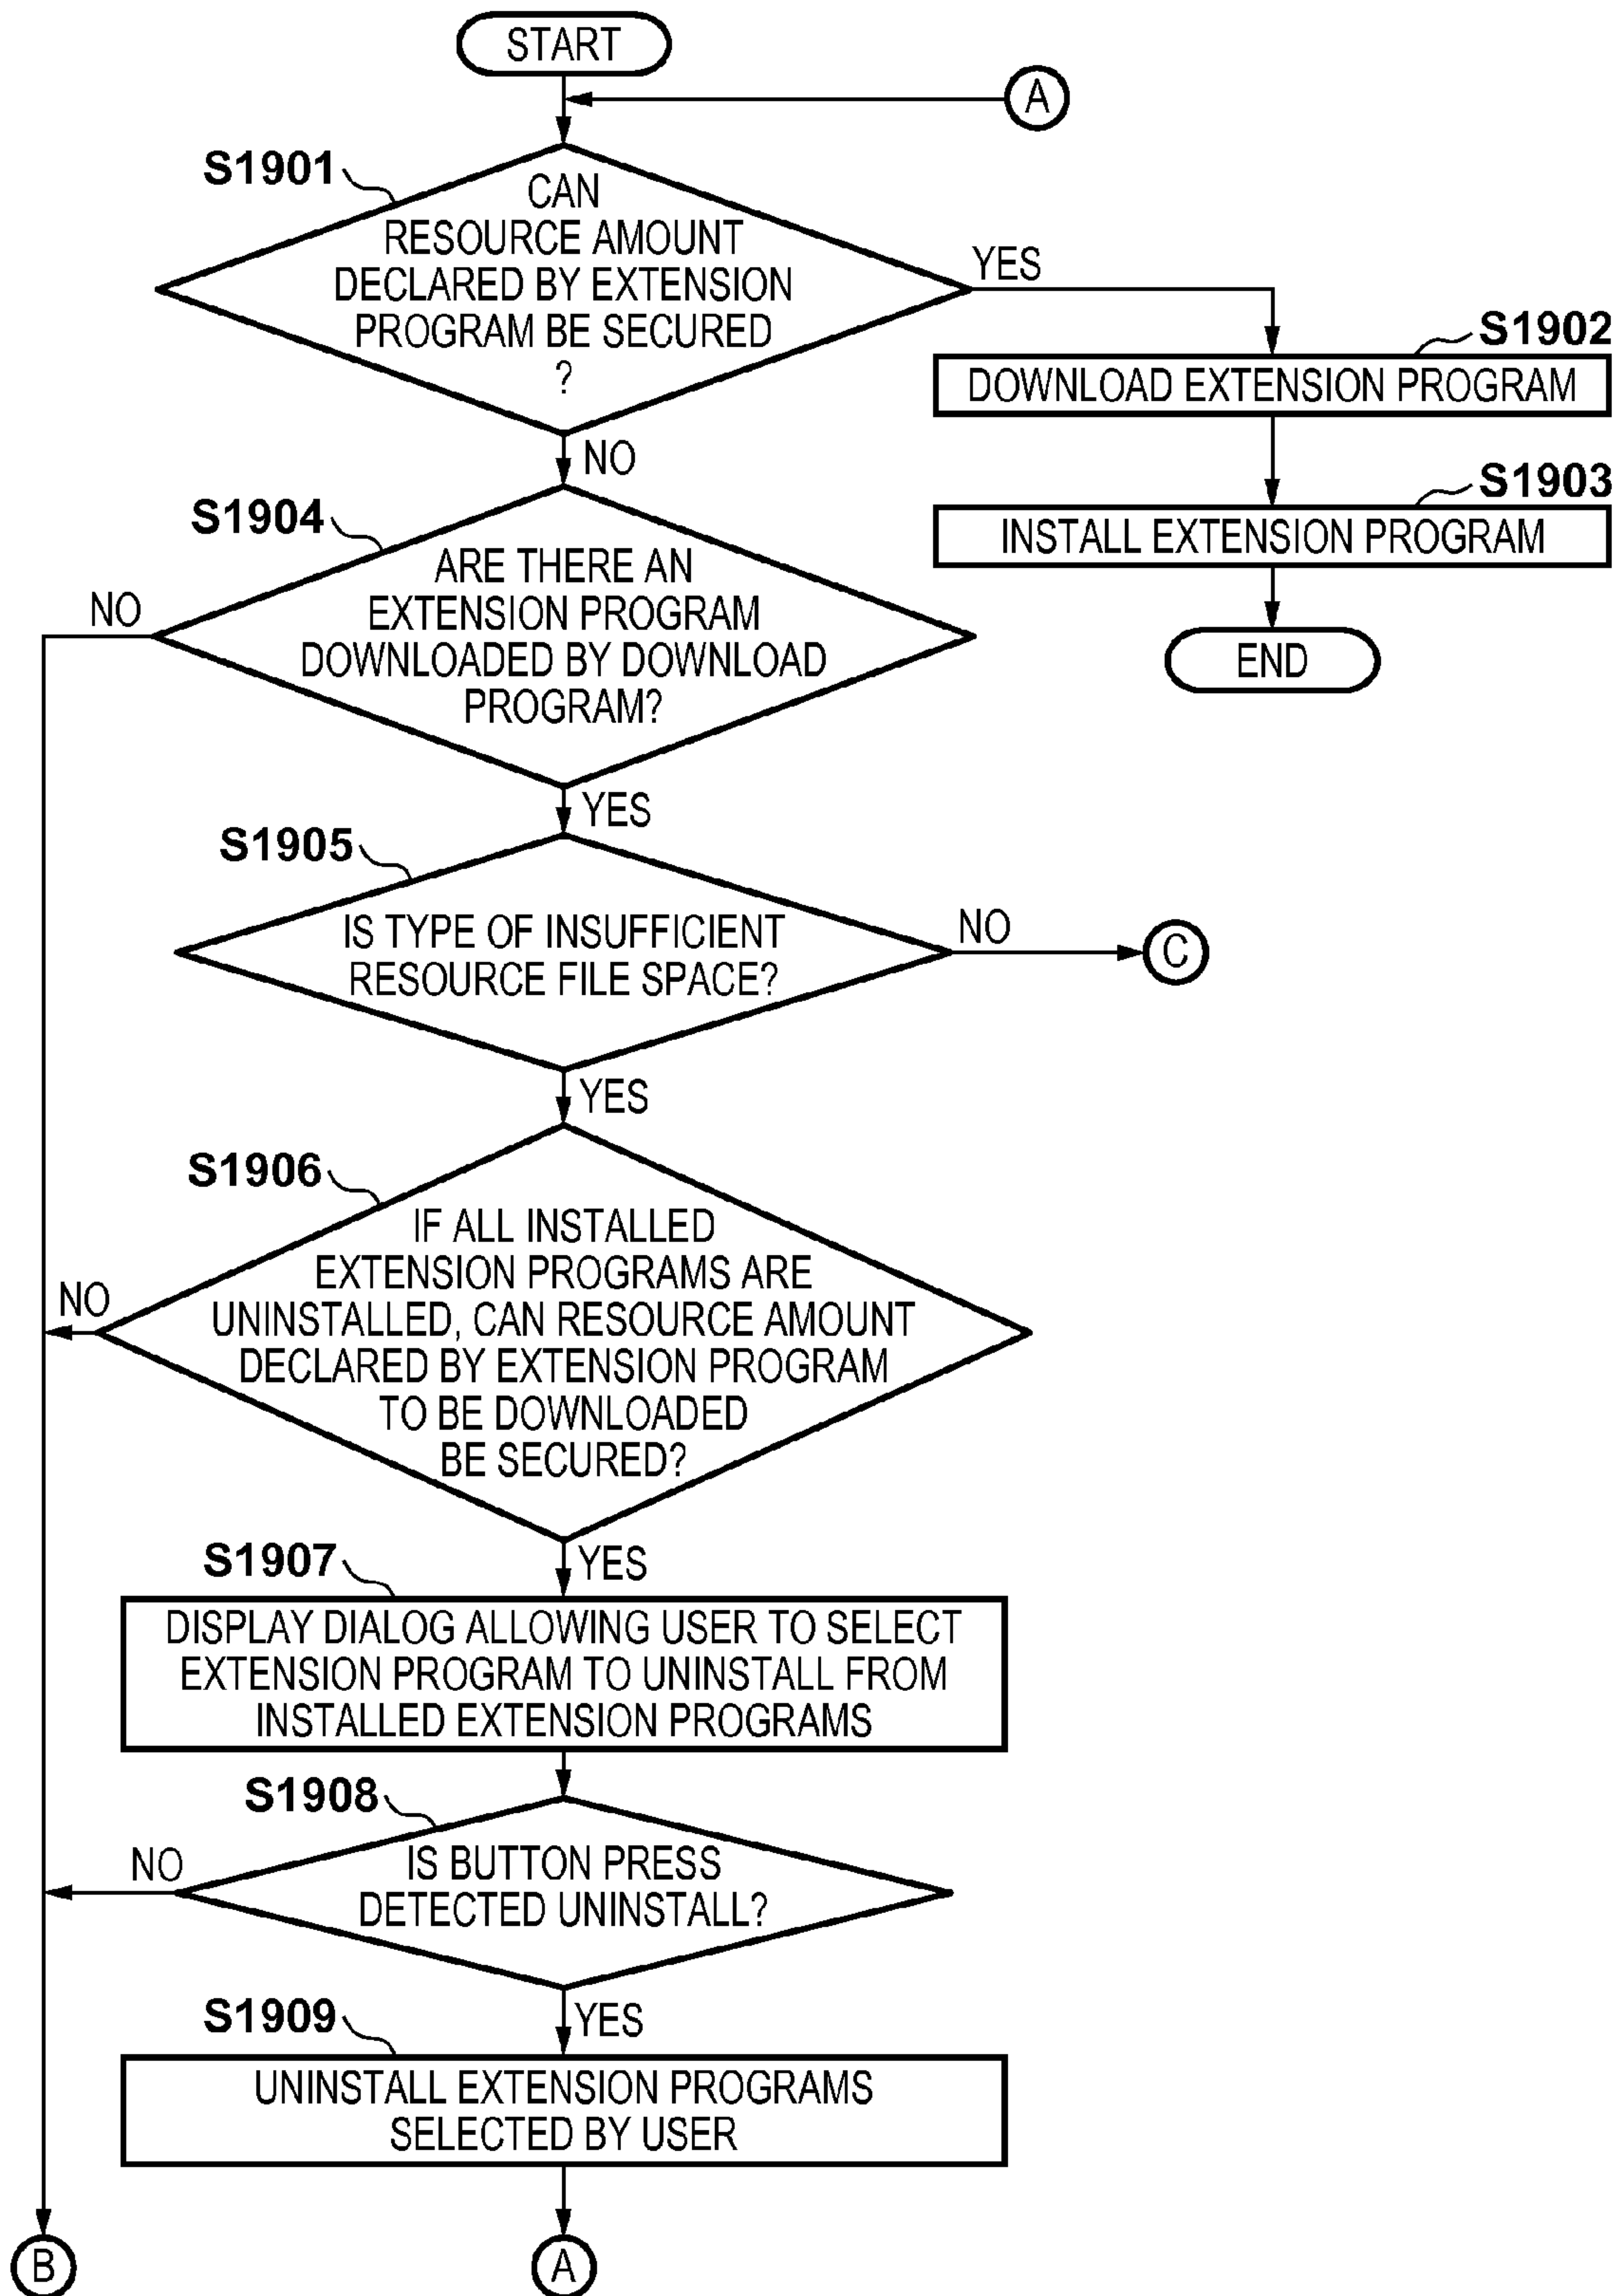 START
A
S1901
CAN
RESOURCE AMOUNT
DECLARED BY EXTENSION
PROGRAM BE SECURED
?
YES
S1902
DOWNLOAD EXTENSION PROGRAM
NO
S1903
INSTALL EXTENSION PROGRAM
END
S1904
ARE THERE AN
EXTENSION PROGRAM
DOWNLOADED BY DOWNLOAD
PROGRAM?
NO
YES
S1905
IS TYPE OF INSUFFICIENT
RESOURCE FILE SPACE?
NO
C
YES
S1906
IF ALL INSTALLED
EXTENSION PROGRAMS ARE
UNINSTALLED, CAN RESOURCE AMOUNT
DECLARED BY EXTENSION PROGRAM
TO BE DOWNLOADED
BE SECURED?
NO
YES
S1907
DISPLAY DIALOG ALLOWING USER TO SELECT
EXTENSION PROGRAM TO UNINSTALL FROM
INSTALLED EXTENSION PROGRAMS
S1908
IS BUTTON PRESS
DETECTED UNINSTALL?
NO
YES
S1909
UNINSTALL EXTENSION PROGRAMS
SELECTED BY USER
B
A